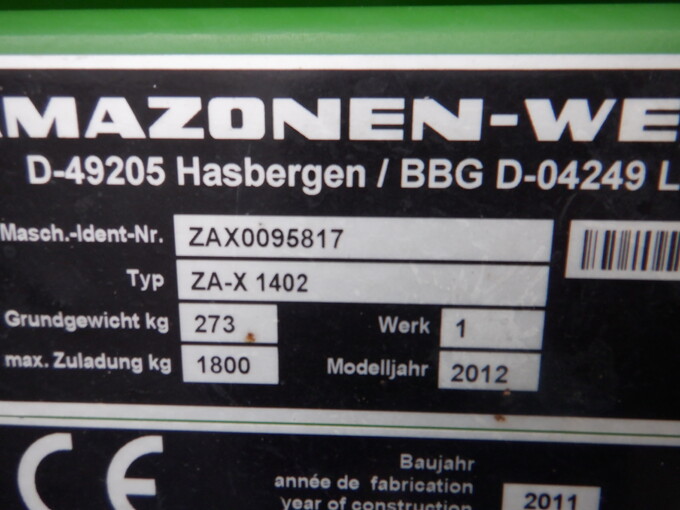 AMAZONEN-WE
D-49205 Hasbergen / BBG D-04249 L
Masch.-Ident-Nr. ZAX0095817
Typ ZA-X 1402
Grundgewicht kg 273 Werk 1
max. Zuladung kg 1800 Modelljahr 2012
CE
Baujahr
année de fabrication
year of construction 2011